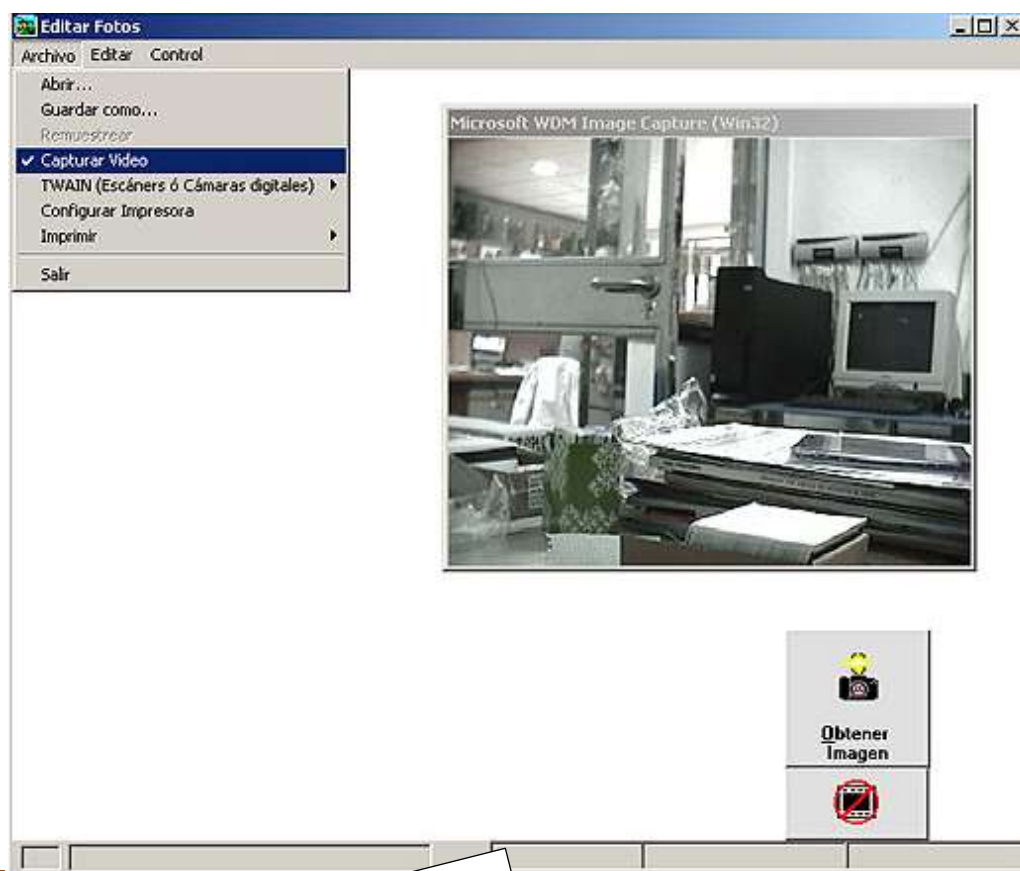 Editar Fotos
Archivo Editar Control
Abrir...
Guardar como...
Remuestrear
Capturar Video
TWAIN (Escáners ó Cámaras digitales)
Configurar Impresora
Imprimir
Salir
Microsoft WDM Image Capture (Win32)
Obtener
Imagen